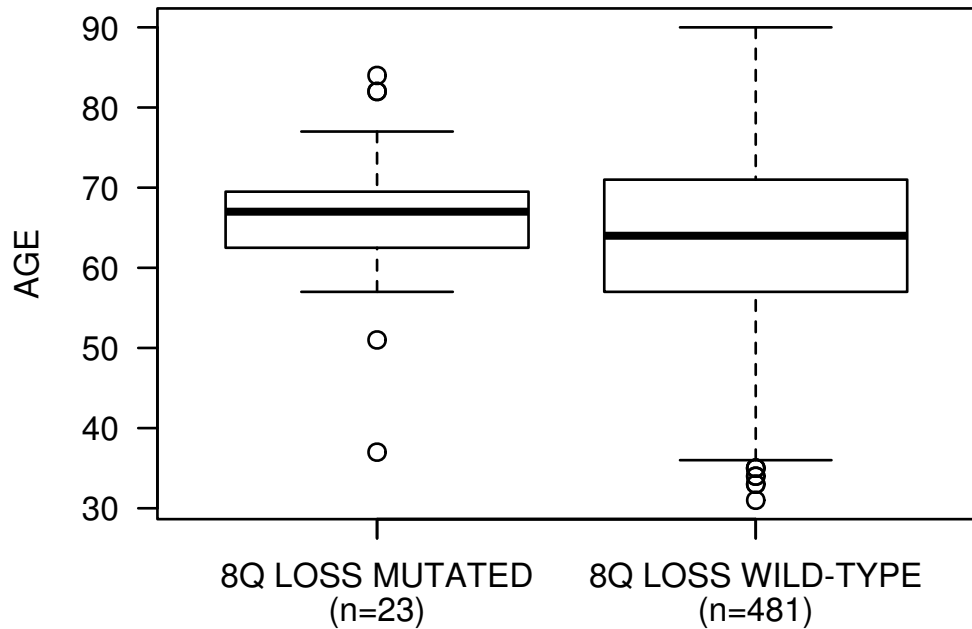 AGE
90
80
70
60
50
40
30
8Q LOSS MUTATED
(n=23)
8Q LOSS WILD-TYPE
(n=481)